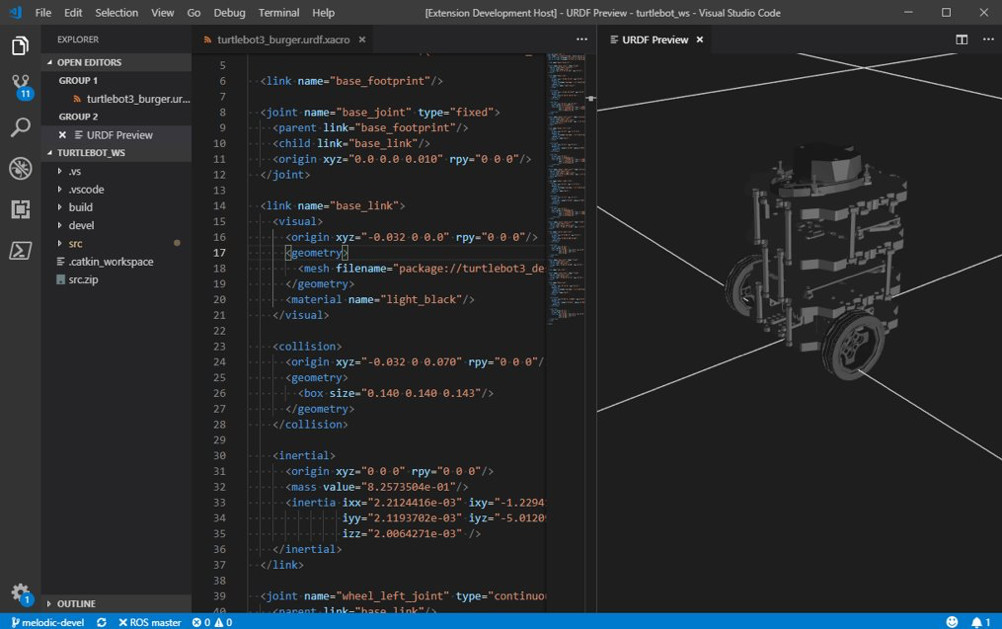 File Edit Selection View Go Debug Terminal Help [Extension Development Host] - URDF Preview - turtlebot_ws - Visual Studio Code
EXPLORER
OPEN EDITORS
GROUP 1
turtlebot3_burger.ur...
GROUP 2
URDF Preview
TURTLEBOT_WS
.vs
.vscode
build
devel
src
.catkin_workspace
src.zip
OUTLINE
11
1
turtlebot3_burger.urdf.xacro
5
6 <link name="base_footprint"/>
7
8 <joint name="base_joint" type="fixed">
9 <parent link="base_footprint"/>
10 <child link="base_link"/>
11 <origin xyz="0.0 0.0 0.010" rpy="0 0 0"/>
12 </joint>
13
14 <link name="base_link">
15 <visual>
16 <origin xyz="-0.032 0 0.0" rpy="0 0 0"/>
17 <geometry>
18 <mesh filename="package://turtlebot3_de
19 </geometry>
20 <material name="light_black"/>
21 </visual>
22
23 <collision>
24 <origin xyz="-0.032 0 0.070" rpy="0 0 0"/
25 <geometry>
26 <box size="0.140 0.140 0.143"/>
27 </geometry>
28 </collision>
29
30 <inertial>
31 <origin xyz="0 0 0" rpy="0 0 0"/>
32 <mass value="8.2573504e-01"/>
33 <inertia ixx="2.2124416e-03" ixy="-1.2294
34 iyy="2.1193702e-03" iyz="-5.0120
35 izz="2.0064271e-03" />
36 </inertial>
37 </link>
38
39 <joint name="wheel_left_joint" type="continuo
40 <parent link="base_link"/>
URDF Preview
melodic-devel ROS master 0 0 1